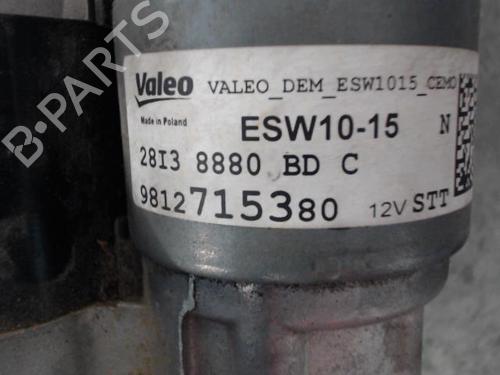 Valeo VALEO_DEM_ESW1015_CEMO
Made in Poland
ESW10-15 N
28I3 8880 BD C
9812715380 12V STT
B-PARTS